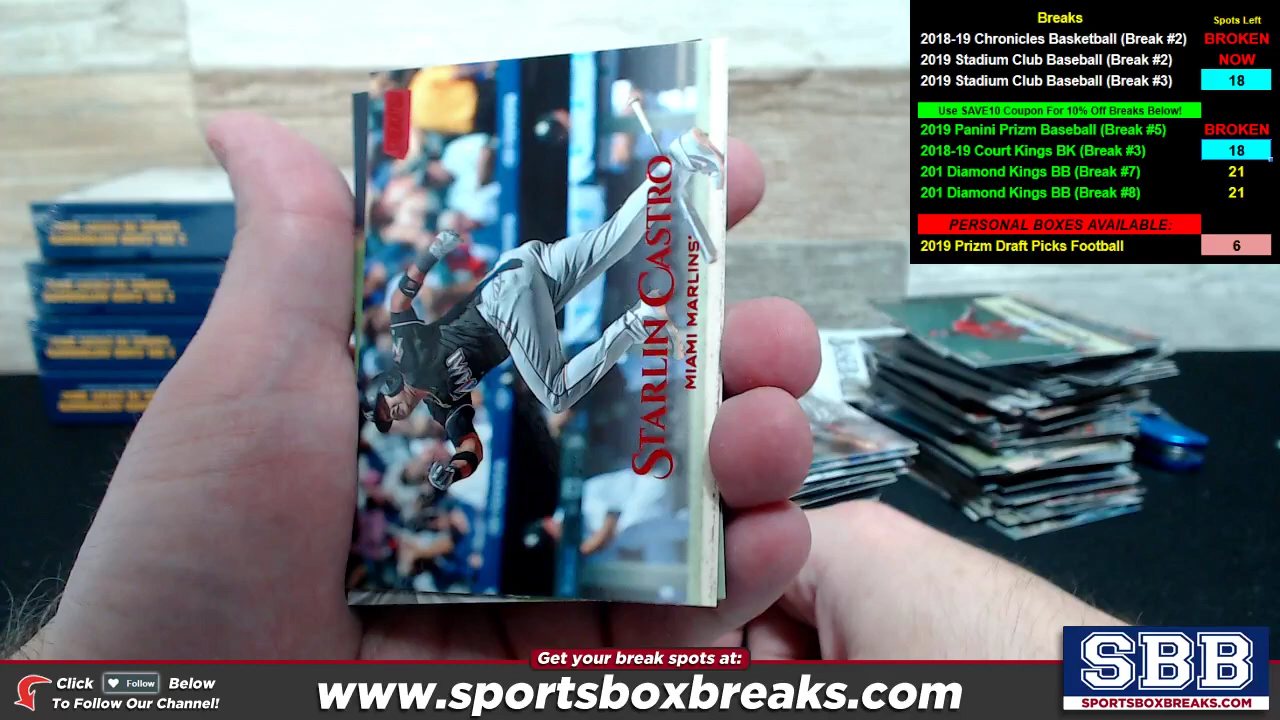 Breaks Spots Left
2018-19 Chronicles Basketball (Break #2) BROKEN
2019 Stadium Club Baseball (Break #2) NOW
2019 Stadium Club Baseball (Break #3) 18
Use SAVE10 Coupon For 10% Off Breaks Below!
2019 Panini Prizm Baseball (Break #5) BROKEN
2018-19 Court Kings BK (Break #3) 18
201 Diamond Kings BB (Break #7) 21
201 Diamond Kings BB (Break #8) 21
PERSONAL BOXES AVAILABLE:
2019 Prizm Draft Picks Football 6
STARLIN CASTRO
MIAMI MARLINS'
Get your break spots at:
Click Follow Below
To Follow Our Channel!
www.sportsboxbreaks.com
SBB
SPORTSBOXBREAKS.COM